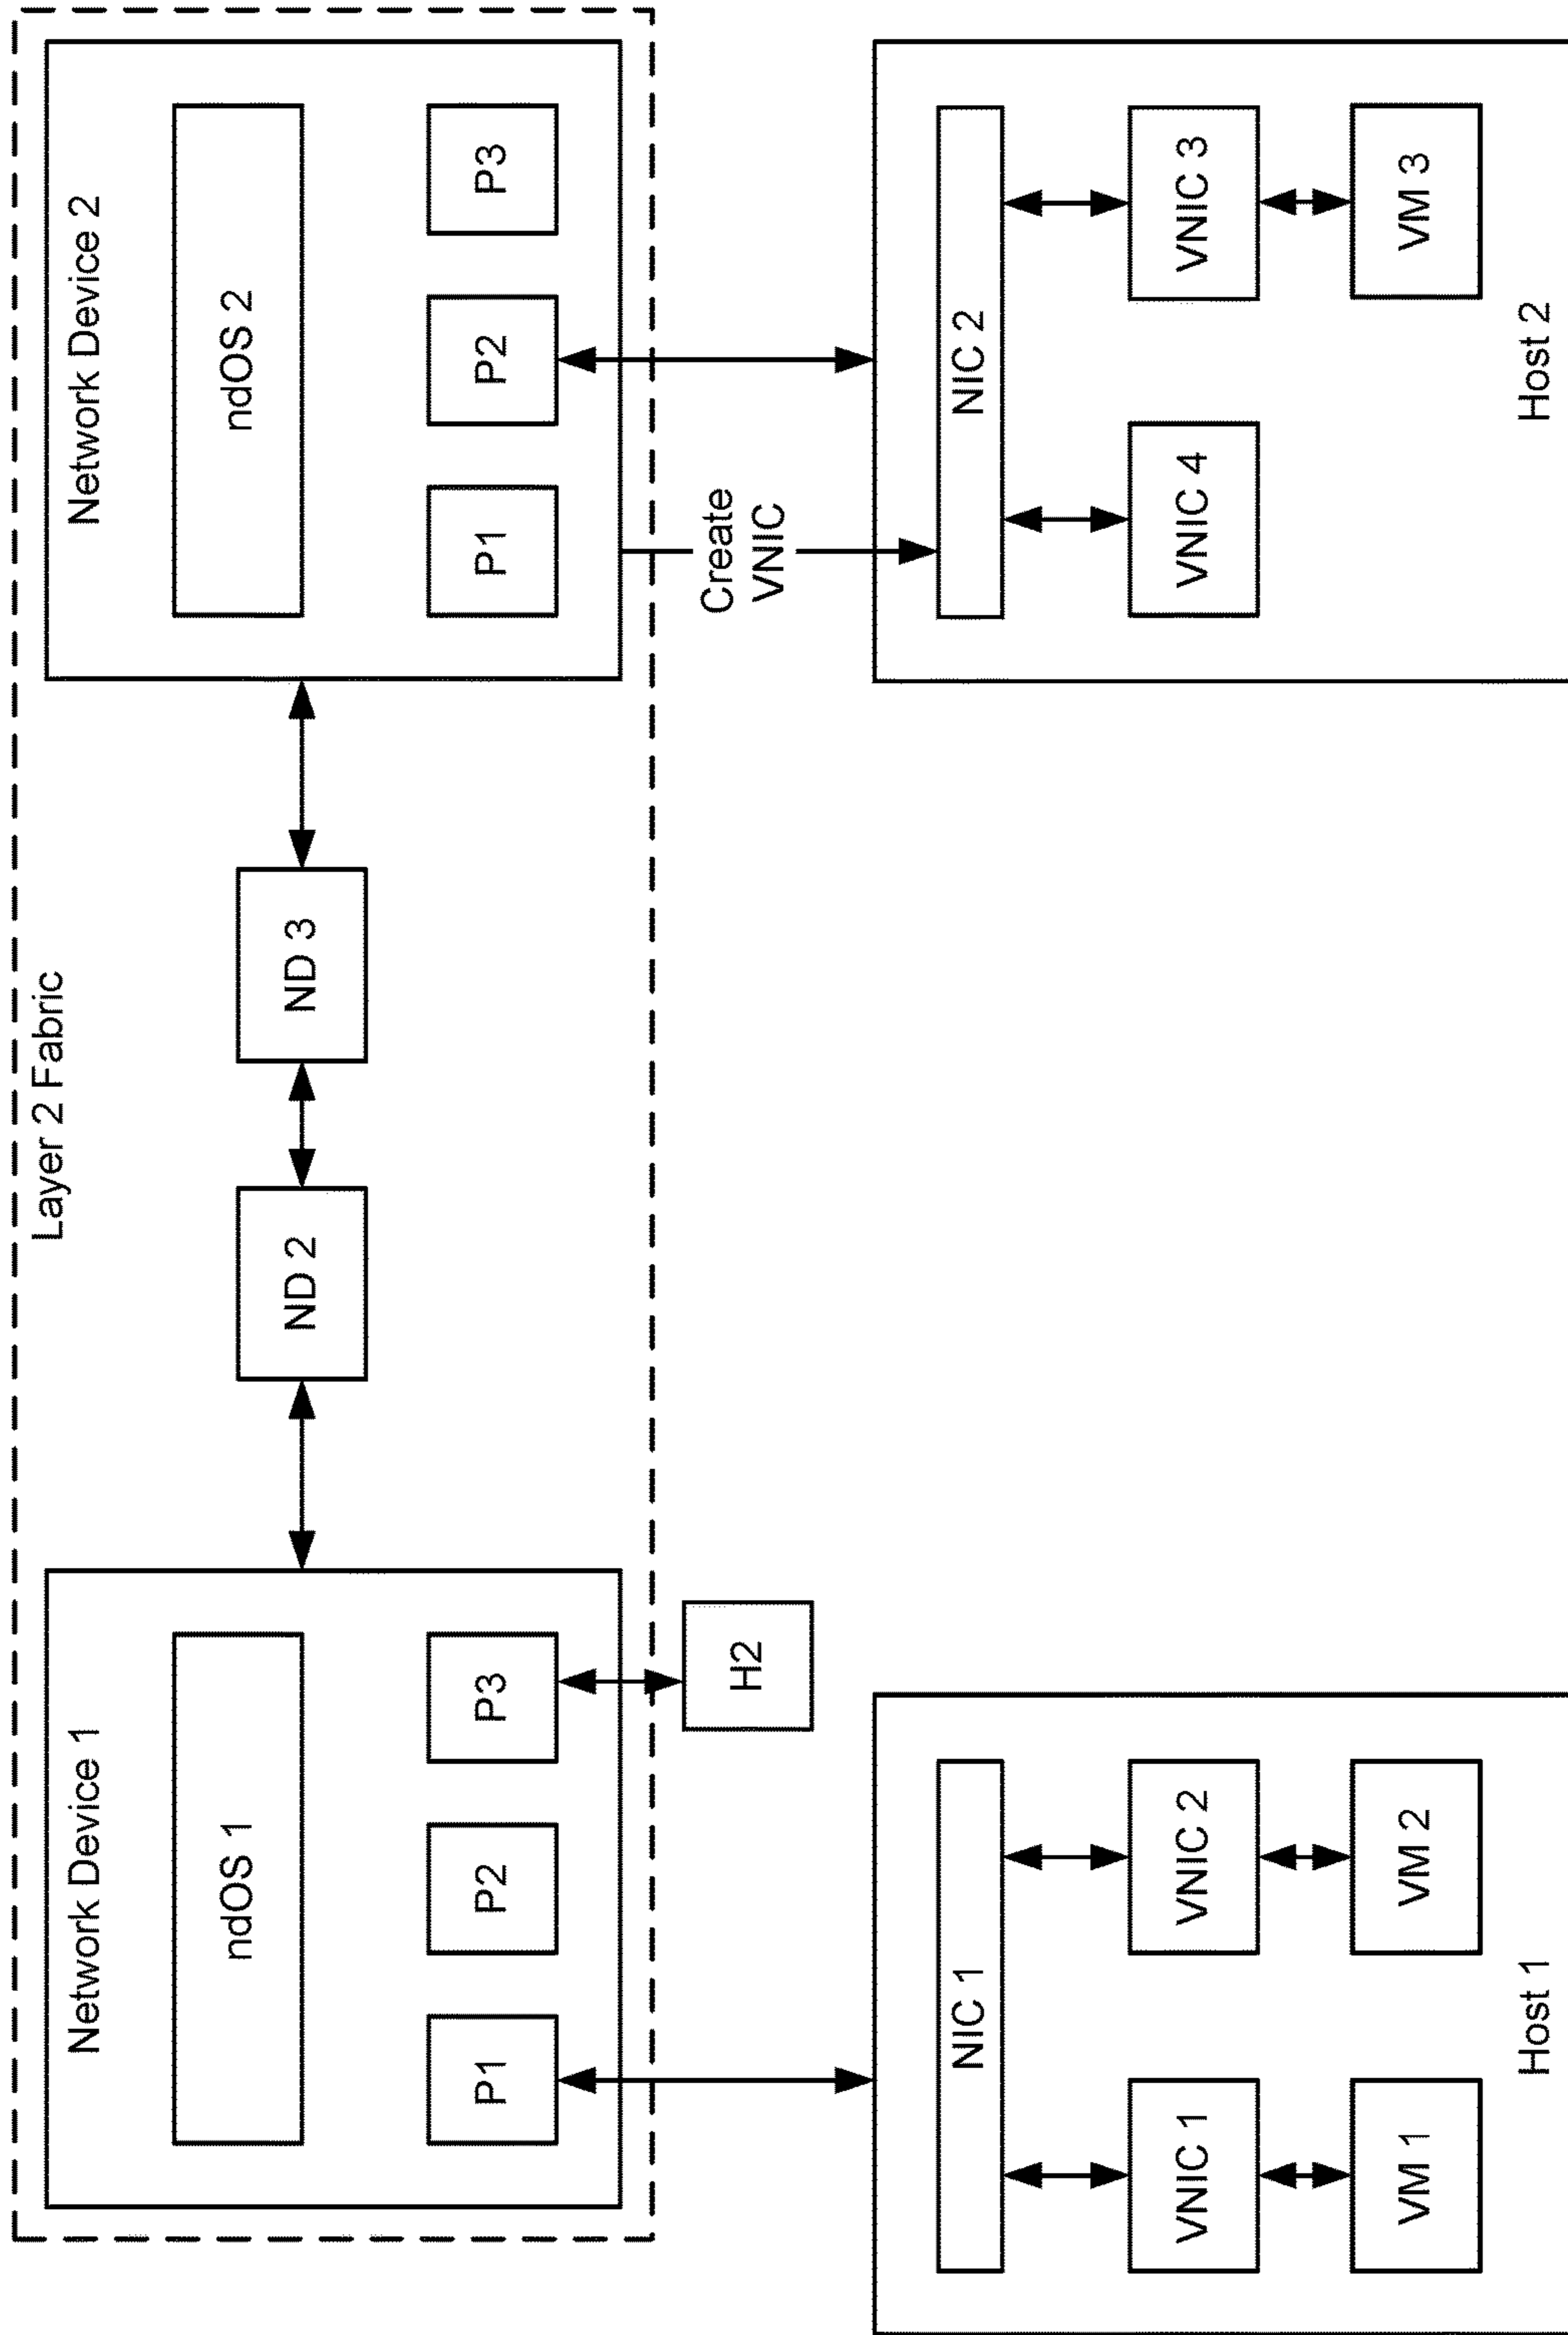 Layer 2 Fabric
Network Device 1
ndOS 1
P1
P2
P3
ND 2
ND 3
Network Device 2
ndOS 2
P1
P2
P3
H2
Create
VNIC
NIC 1
VNIC 1
VNIC 2
VM 1
VM 2
Host 1
NIC 2
VNIC 4
VNIC 3
VM 3
Host 2